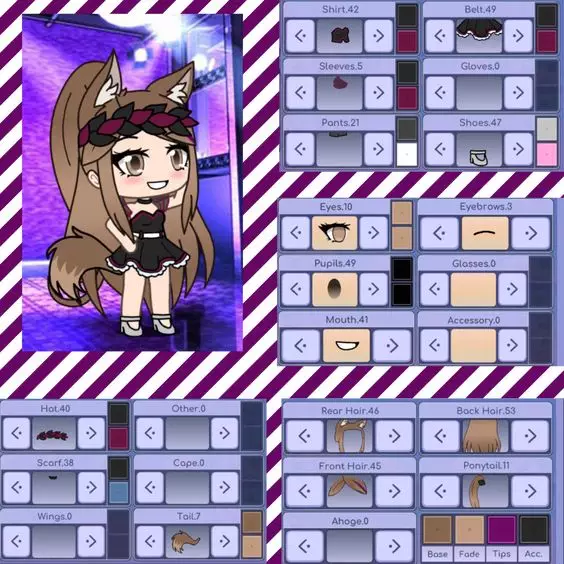 Shirt.42 Belt.49
Sleeves.5 Gloves.0
Pants.21 Shoes.47
Eyes.10 Eyebrows.3
Pupils.49 Glasses.0
Mouth.41 Accessory.0
Hat.40 Other.0
Scarf.38 Cape.0
Wings.0 Tail.7
Rear Hair.46 Back Hair.53
Front Hair.45 Ponytail.11
Ahoge.0
Base Fade Tips Acc.